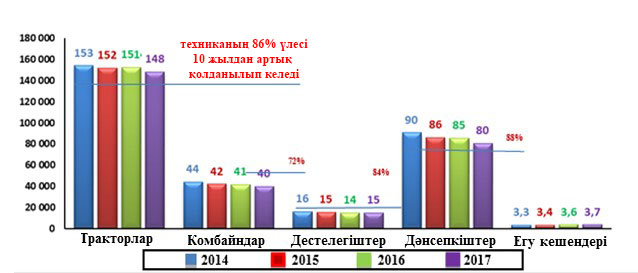 180 000
160 000
140 000
120 000
100 000
80 000
60 000
40 000
20 000
0
техниканың 86% үлесі
10 жылдан артық
қолданылып келеді
153 152 151 148
44 42 41 40
72%
16 15 14 15
84%
90 86 85 80
88%
3,3 3,4 3,6 3,7
Тракторлар Комбайндар Дестелегіштер Дәнсепкіштер Егу кешендері
2014 2015 2016 2017